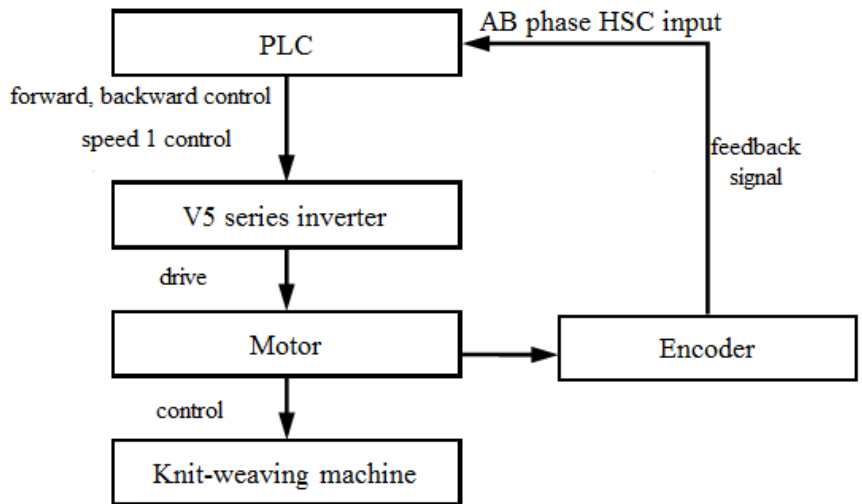 AB phase HSC input
PLC
forward, backward control
speed 1 control
feedback
signal
V5 series inverter
drive
Motor
Encoder
control
Knit-weaving machine